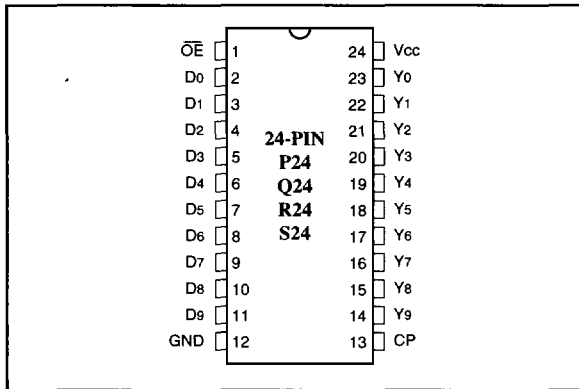 OE 1 24 Vcc
D0 2 23 Y0
D1 3 22 Y1
D2 4 21 Y2
D3 5 20 Y3
D4 6 19 Y4
D5 7 18 Y5
D6 8 17 Y6
D7 9 16 Y7
D8 10 15 Y8
D9 11 14 Y9
GND 12 13 CP
24-PIN
P24
Q24
R24
S24